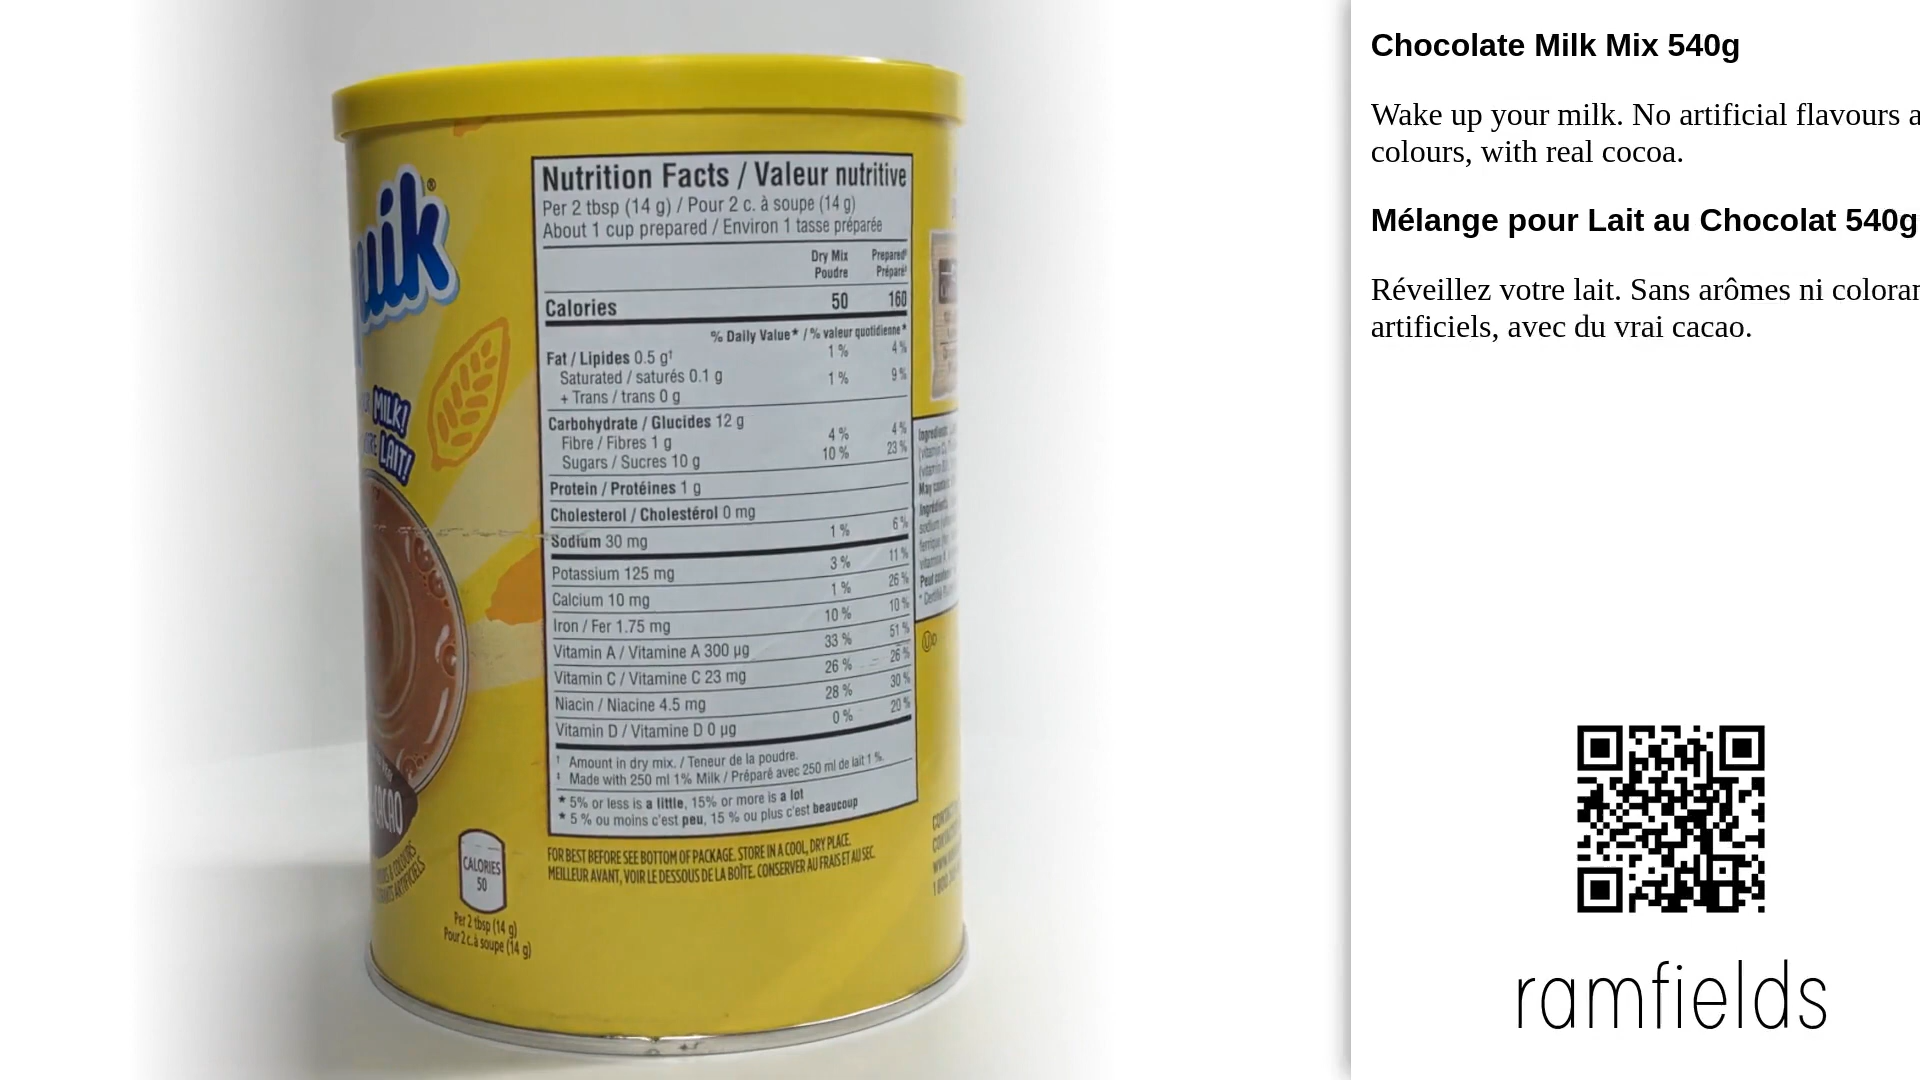 uik®
MILK!
LAIT!
CACAO
CALORIES
50
Per 2 tbsp (14 g)
Pour 2 c. à soupe (14 g)
Nutrition Facts / Valeur nutritive
Per 2 tbsp (14 g) / Pour 2 c. à soupe (14 g)
About 1 cup prepared / Environ 1 tasse préparée
Dry Mix Prepared‡
Poudre Préparé‡
Calories 50 160
% Daily Value* / % valeur quotidienne*
Fat / Lipides 0.5 g† 1 % 4 %
Saturated / saturés 0.1 g 1 % 9 %
+ Trans / trans 0 g
Carbohydrate / Glucides 12 g
Fibre / Fibres 1 g 4 % 4 %
Sugars / Sucres 10 g 10 % 23 %
Protein / Protéines 1 g
Cholesterol / Cholestérol 0 mg
Sodium 30 mg 1 % 6 %
Potassium 125 mg 3 % 11 %
Calcium 10 mg 1 % 26 %
Iron / Fer 1.75 mg 10 % 10 %
Vitamin A / Vitamine A 300 µg 33 % 51 %
Vitamin C / Vitamine C 23 mg 26 % 26 %
Niacin / Niacine 4.5 mg 28 % 30 %
Vitamin D / Vitamine D 0 µg 0 % 20 %
† Amount in dry mix. / Teneur de la poudre.
‡ Made with 250 ml 1% Milk / Préparé avec 250 ml de lait 1 %.
* 5% or less is a little, 15% or more is a lot
* 5 % ou moins c'est peu, 15 % ou plus c'est beaucoup
FOR BEST BEFORE SEE BOTTOM OF PACKAGE. STORE IN A COOL, DRY PLACE.
MEILLEUR AVANT, VOIR LE DESSOUS DE LA BOÎTE. CONSERVER AU FRAIS ET AU SEC.
Chocolate Milk Mix 540g
Wake up your milk. No artificial flavours a
colours, with real cocoa.
Mélange pour Lait au Chocolat 540g
Réveillez votre lait. Sans arômes ni coloran
artificiels, avec du vrai cacao.
ramfields